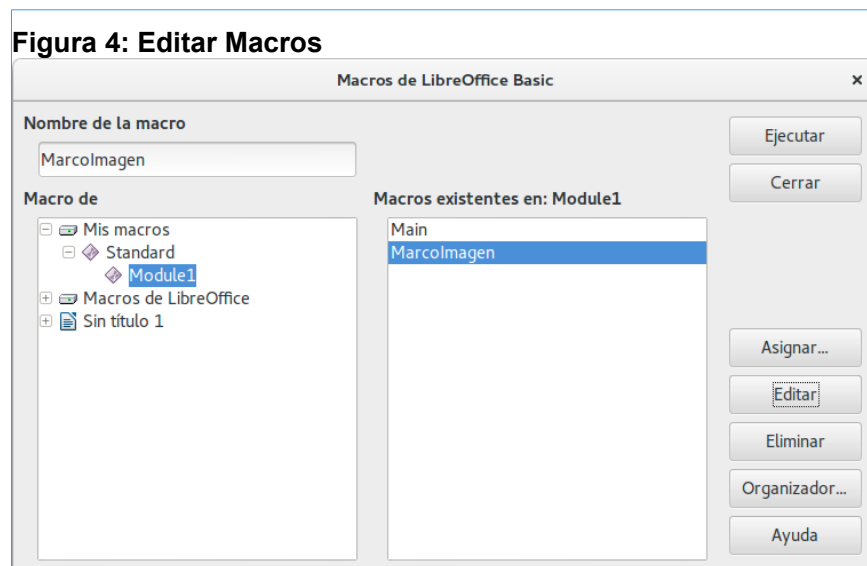 Figura 4: Editar Macros
Macros de LibreOffice Basic ×
Nombre de la macro
MarcoImagen
Macro de
Mis macros
Standard
Module1
Macros de LibreOffice
Sin título 1
Macros existentes en: Module1
Main
MarcoImagen
Ejecutar
Cerrar
Asignar...
Editar
Eliminar
Organizador...
Ayuda